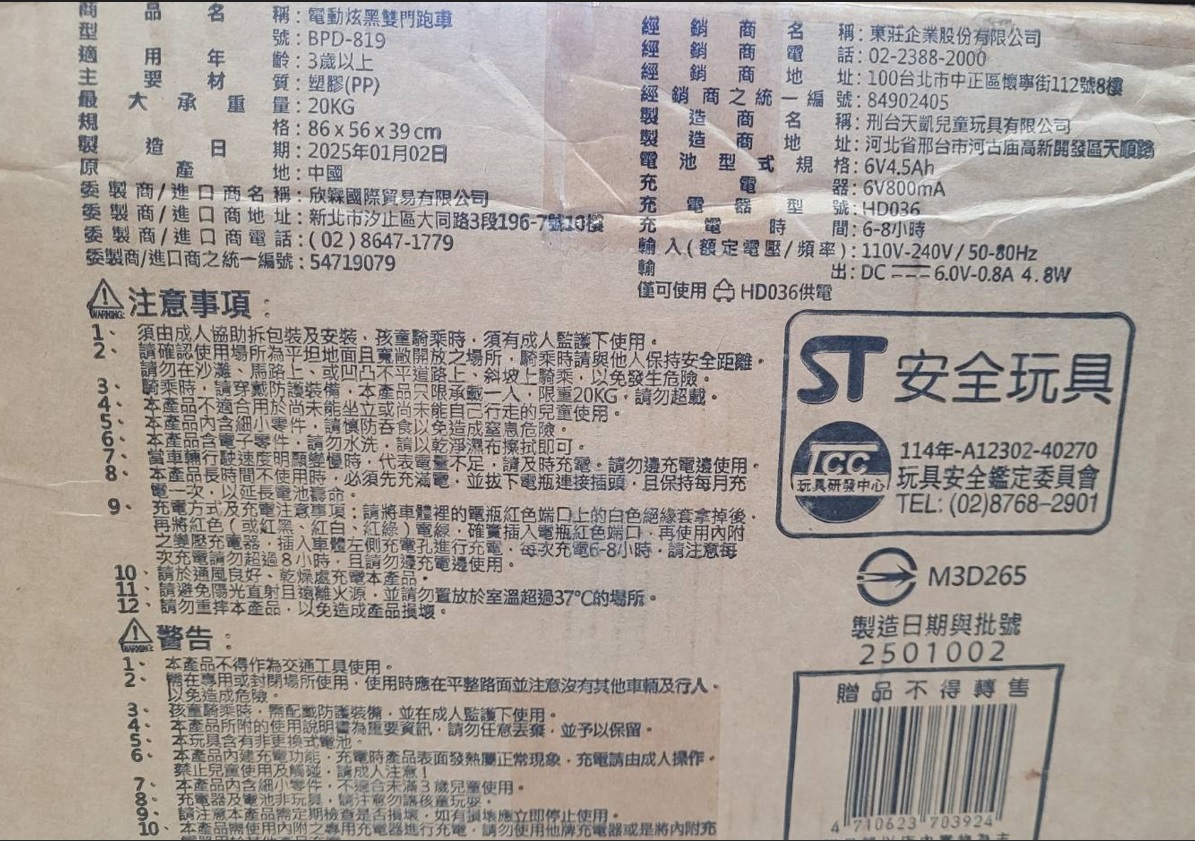 商品名稱：電動炫黑雙門跑車
型號：BPD-819
適用年齡：3歲以上
主要材質：塑膠(PP)
最大承重量：20KG
規格：86 x 56 x 39 cm
製造日期：2025年01月02日
原產地：中國
委製商/進口商名稱：欣霖國際貿易有限公司
委製商/進口商地址：新北市汐止區大同路3段196-7號10樓
委製商/進口商電話：(02) 8647-1779
委製商/進口商之統一編號：54719079
經銷商名稱：東莊企業股份有限公司
經銷商電話：02-2388-2000
經銷商地址：100台北市中正區懷寧街112號8樓
經銷商之統一編號：84902405
製造商名稱：刑台天凱兒童玩具有限公司
製造商地址：河北省邢台市河古庙高新開發區天順路
電池型式規格：6V4.5Ah
充電器：6V800mA
充電器型號：HD036
充電時間：6-8小時
輸入(額定電壓/頻率)：110V-240V / 50-80Hz
輸出：DC ⎓ 6.0V-0.8A 4.8W
僅可使用 HD036供電
WARNING 注意事項：
1、須由成人協助拆包裝及安裝，孩童騎乘時，須有成人監護下使用。
2、請確認使用場所為平坦地面且寬敞開放之場所，騎乘時請與他人保持安全距離。
請勿在沙灘、馬路上、或凹凸不平道路上、斜坡上騎乘，以免發生危險。
3、騎乘時，請穿戴防護裝備，本產品只限承載一人，限重20KG，請勿超載。
4、本產品不適合用於尚未能坐立或尚未能自己行走的兒童使用。
5、本產品內含細小零件，請慎防吞食以免造成窒息危險。
6、本產品含電子零件，請勿水洗，請以乾淨濕布擦拭即可。
7、當車輛行駛速度明顯變慢時，代表電量不足，請及時充電。請勿邊充電邊使用。
8、本產品長時間不使用時，必須先充滿電，並拔下電瓶連接插頭，且保持每月充
電一次，以延長電池壽命。
9、充電方式及充電注意事項：請將車體裡的電瓶紅色端口上的白色絕緣套拿掉後，
再將紅色（或紅黑、紅白、紅綠）電線，確實插入電瓶紅色端口，再使用內附
之變壓充電器，插入車體左側充電孔進行充電，每次充電6-8小時，請注意每
次充電請勿超過8小時，且請勿邊充電邊使用。
10、請於通風良好、乾燥處充電本產品。
11、請避免陽光直射且遠離火源，並請勿置放於室溫超過37℃的場所。
12、請勿重摔本產品，以免造成產品損壞。
WARNING 警告：
1、本產品不得作為交通工具使用。
2、需在專用或封閉場所使用，使用時應在平整路面並注意沒有其他車輛及行人，
以免造成危險。
3、孩童騎乘時，需配戴防護裝備，並在成人監護下使用。
4、本產品所附的使用說明書為重要資訊，請勿任意丟棄，並予以保留。
5、本玩具含有非更換式電池。
6、本產品內建充電功能，充電時產品表面發熱屬正常現象，充電請由成人操作。
禁止兒童使用及觸碰，請成人注意！
7、本產品內含細小零件，不適合未滿3歲兒童使用。
8、充電器及電池非玩具，請注意勿讓孩童玩耍。
9、請注意本產品需定期檢查是否損壞，如有損壞應立即停止使用。
10、本產品需使用內附之專用充電器進行充電，請勿使用他牌充電器或是將內附充
ST 安全玩具
TCC
玩具研發中心
114年-A12302-40270
玩具安全鑑定委員會
TEL: (02)8768-2901
M3D265
製造日期與批號
2501002
贈品不得轉售
4 710623 703924